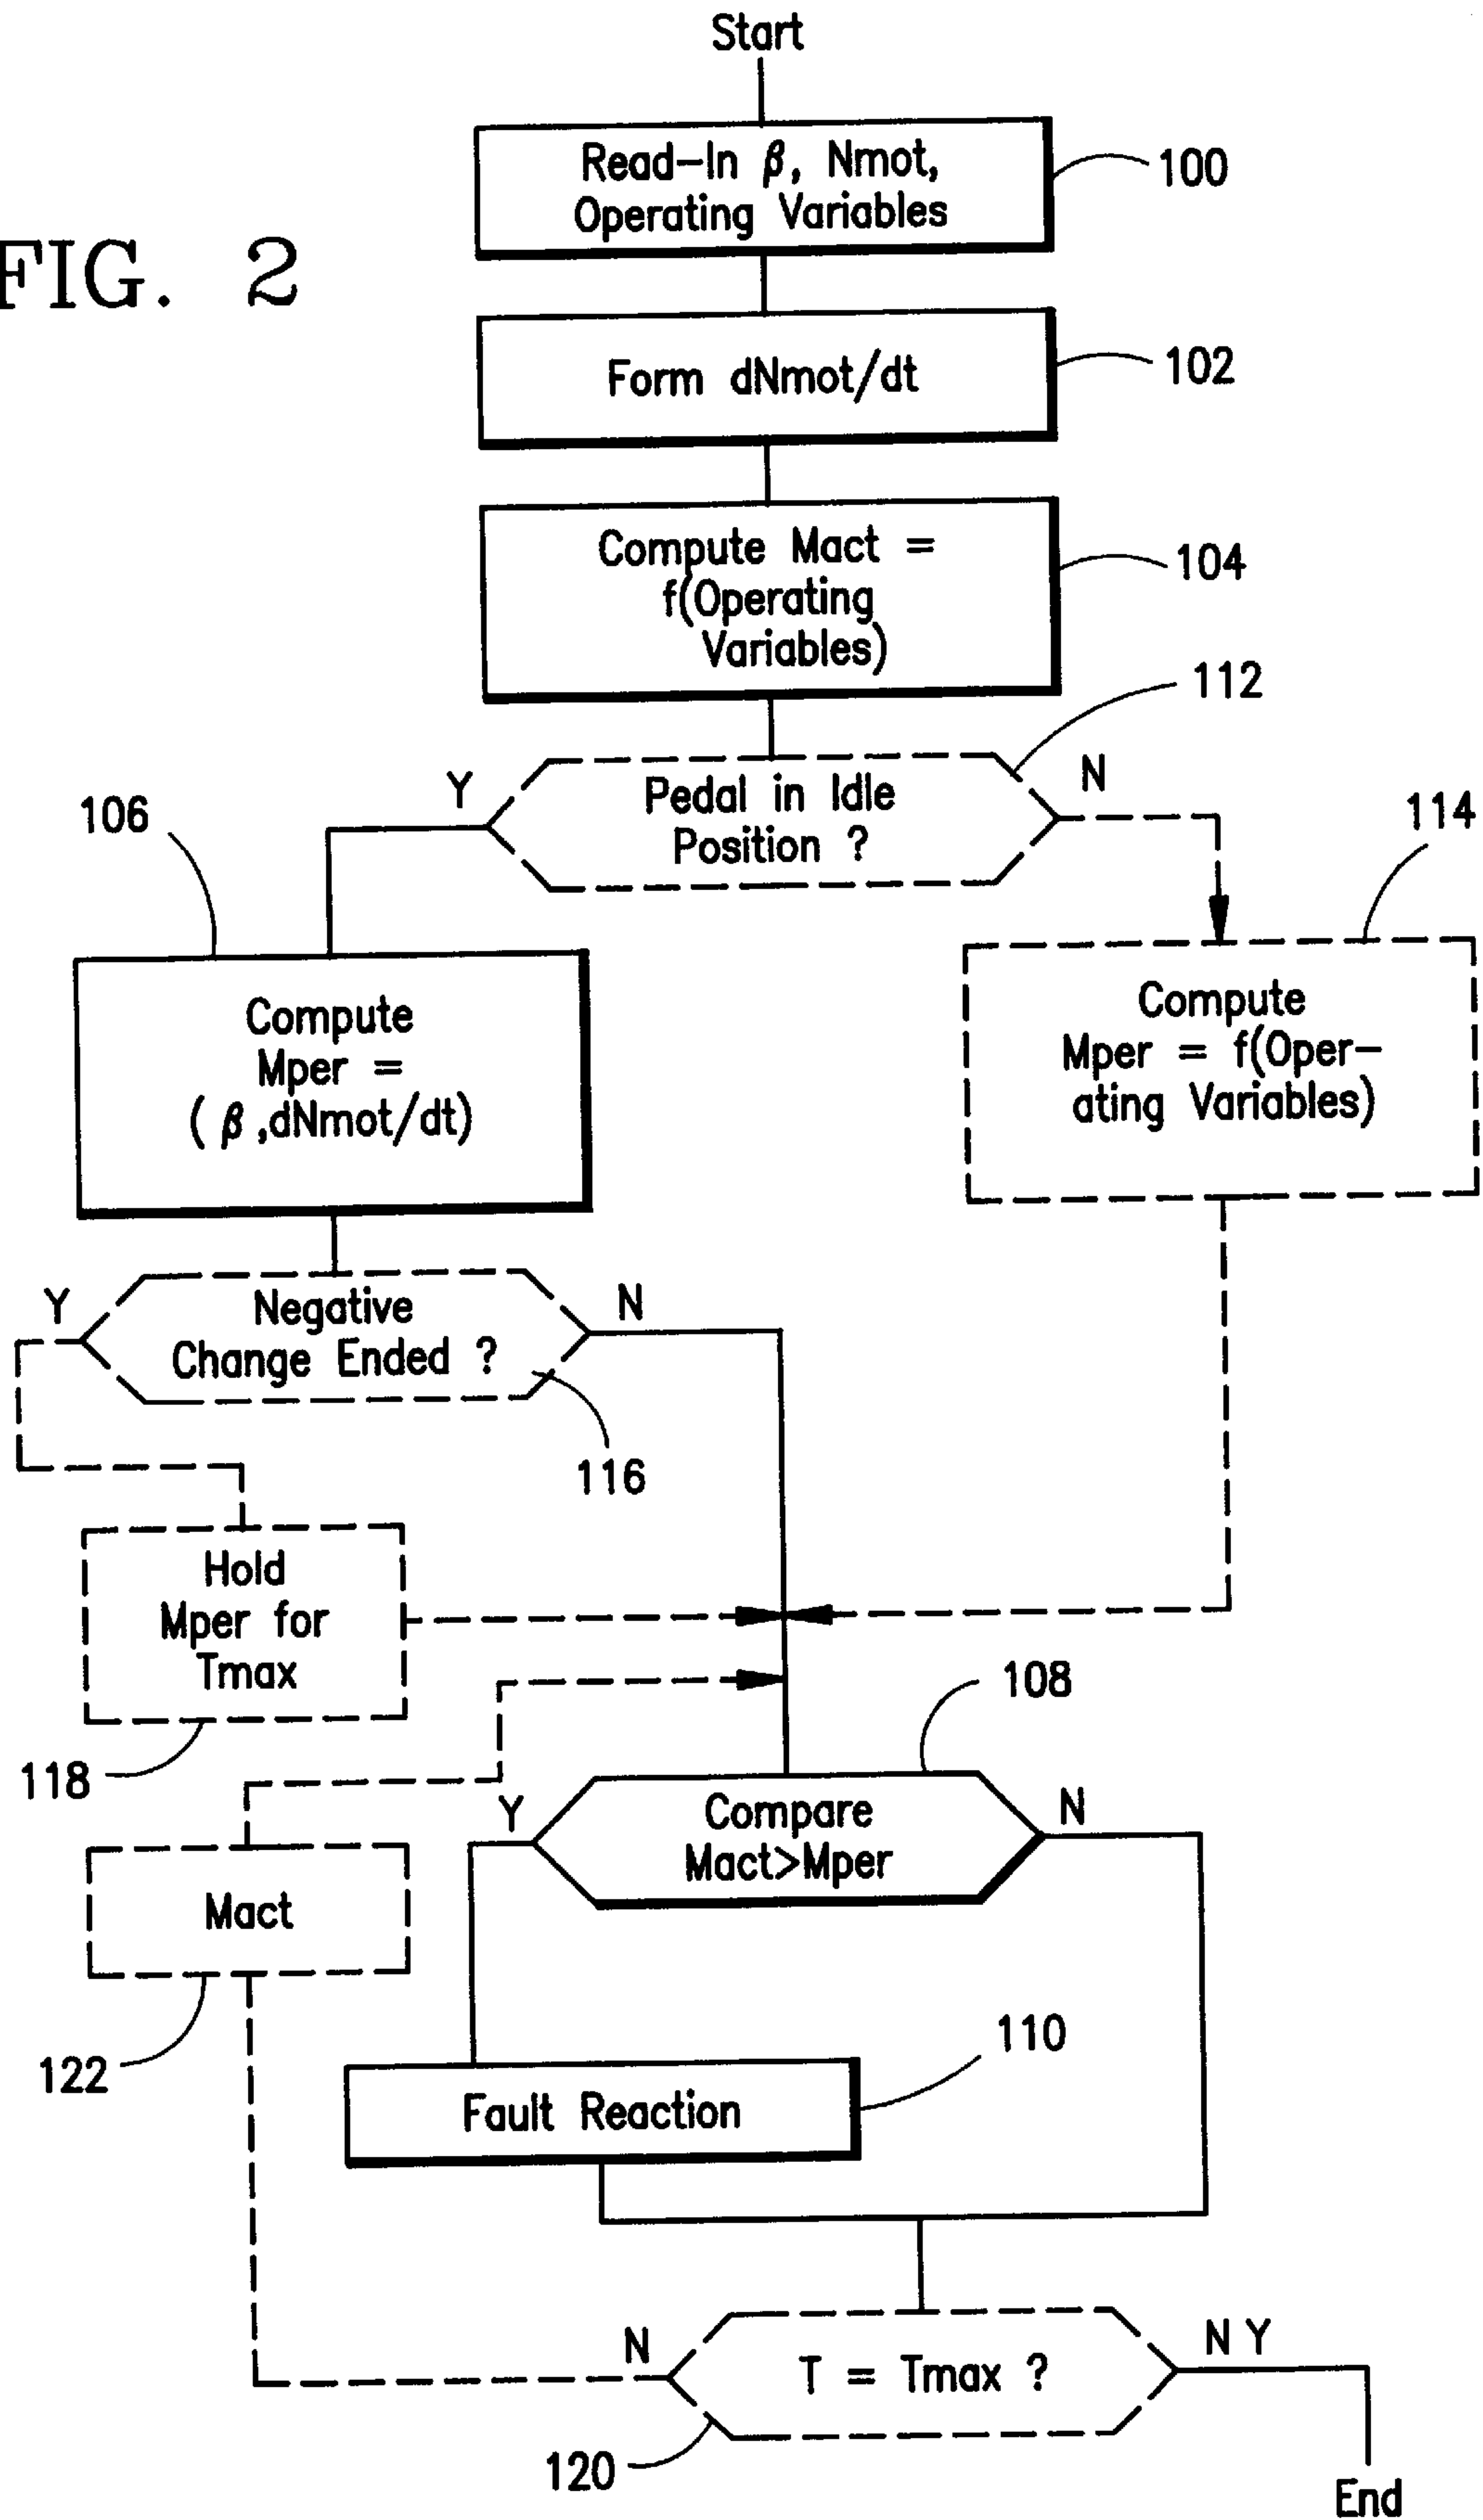 Start
Read-In β, Nmot,
Operating Variables
100
FIG. 2
Form dNmot/dt
102
Compute Mact =
f(Operating
Variables)
104
112
Y
Pedal in Idle
Position ?
N
106
114
Compute
Mper =
( β ,dNmot/dt)
Compute
Mper = f(Oper-
ating Variables)
Y
Negative
Change Ended ?
N
116
Hold
Mper for
Tmax
118
108
Y
Compare
Mact>Mper
N
Mact
122
110
Fault Reaction
N
T = Tmax ?
N Y
120
End